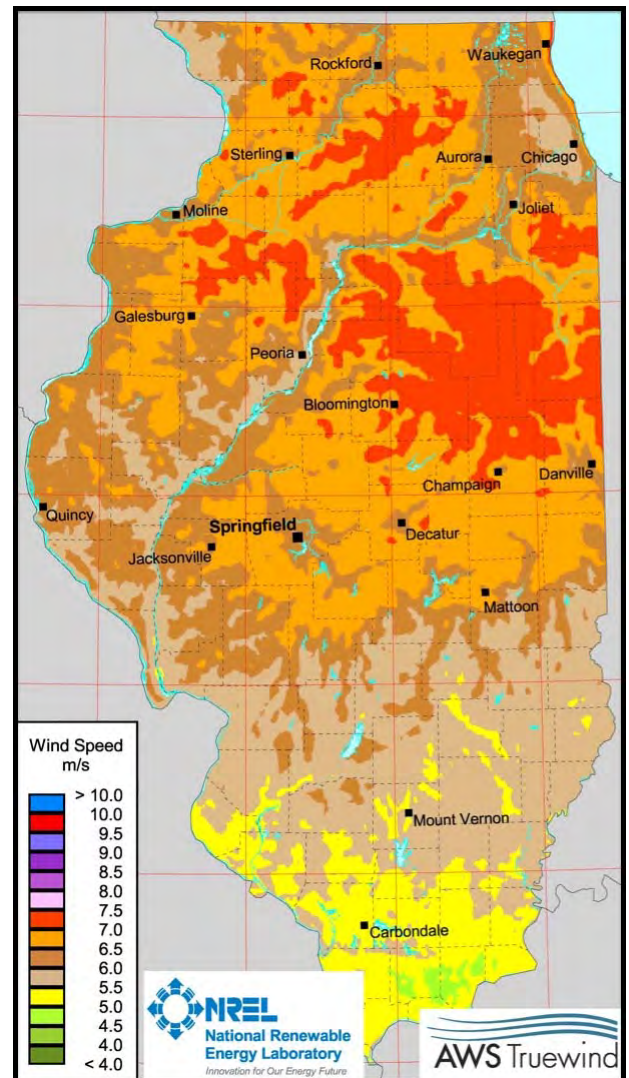 Waukegan
Rockford
Sterling
Aurora
Chicago
Moline
Joliet
Galesburg
Peoria
Bloomington
Champaign
Danville
Quincy
Springfield
Decatur
Jacksonville
Mattoon
Mount Vernon
Carbondale
Wind Speed
m/s
> 10.0
10.0
9.5
9.0
8.5
8.0
7.5
7.0
6.5
6.0
5.5
5.0
4.5
4.0
< 4.0
NREL
National Renewable
Energy Laboratory
Innovation for Our Energy Future
AWS Truewind